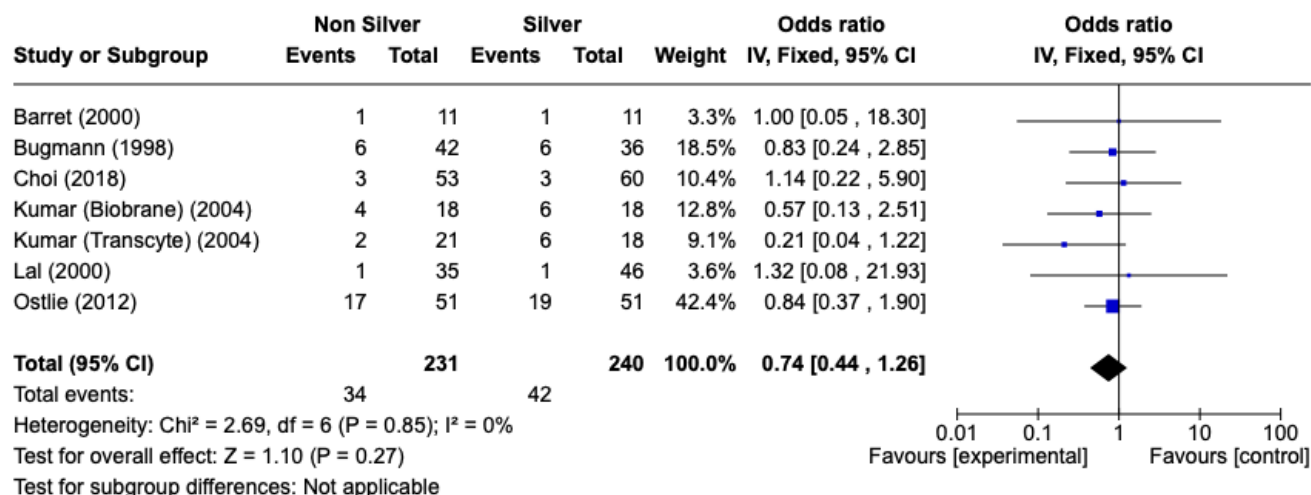 Non Silver Silver Odds ratio Odds ratio
Study or Subgroup Events Total Events Total Weight IV, Fixed, 95% CI IV, Fixed, 95% CI
Barret (2000) 1 11 1 11 3.3% 1.00 [0.05 , 18.30]
Bugmann (1998) 6 42 6 36 18.5% 0.83 [0.24 , 2.85]
Choi (2018) 3 53 3 60 10.4% 1.14 [0.22 , 5.90]
Kumar (Biobrane) (2004) 4 18 6 18 12.8% 0.57 [0.13 , 2.51]
Kumar (Transcyte) (2004) 2 21 6 18 9.1% 0.21 [0.04 , 1.22]
Lal (2000) 1 35 1 46 3.6% 1.32 [0.08 , 21.93]
Ostlie (2012) 17 51 19 51 42.4% 0.84 [0.37 , 1.90]
Total (95% CI) 231 240 100.0% 0.74 [0.44 , 1.26]
Total events: 34 42
Heterogeneity: Chi² = 2.69, df = 6 (P = 0.85); I² = 0%
Test for overall effect: Z = 1.10 (P = 0.27)
Test for subgroup differences: Not applicable
0.01 0.1 1 10 100
Favours [experimental] Favours [control]